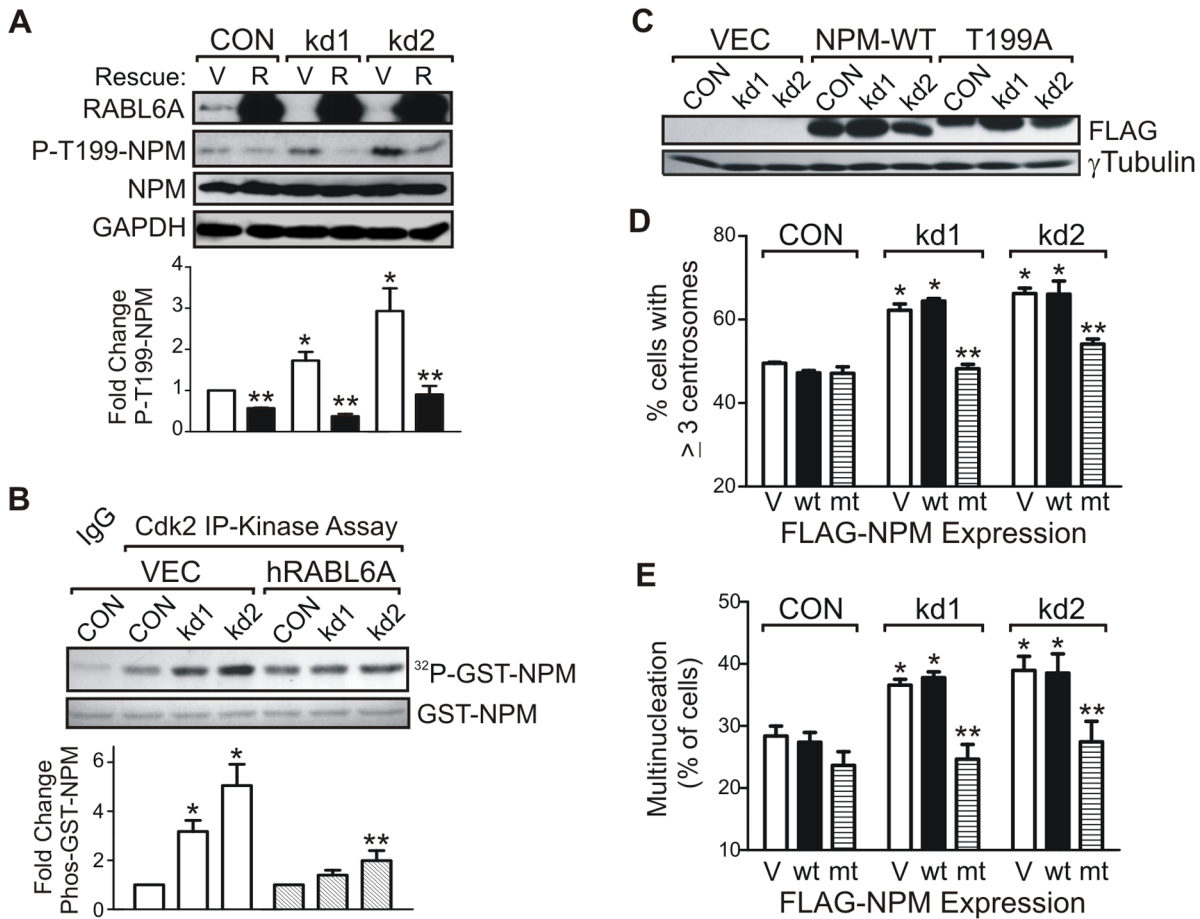 A
CON kd1 kd2
Rescue: V R V R V R
RABL6A
P-T199-NPM
NPM
GAPDH
Fold Change
P-T199-NPM
4
3
2
1
0
*
*
**
**
**
B
IgG
Cdk2 IP-Kinase Assay
VEC hRABL6A
CON CON kd1 kd2 CON kd1 kd2
32P-GST-NPM
GST-NPM
Fold Change
Phos-GST-NPM
6
4
2
0
*
*
**
C
VEC NPM-WT T199A
CON kd1 kd2 CON kd1 kd2 CON kd1 kd2
FLAG
γTubulin
D
% cells with
≥ 3 centrosomes
80
60
40
20
CON kd1 kd2
* * ** * * **
V wt mt V wt mt V wt mt
FLAG-NPM Expression
E
Multinucleation
(% of cells)
50
40
30
20
10
CON kd1 kd2
* * ** * * **
V wt mt V wt mt V wt mt
FLAG-NPM Expression